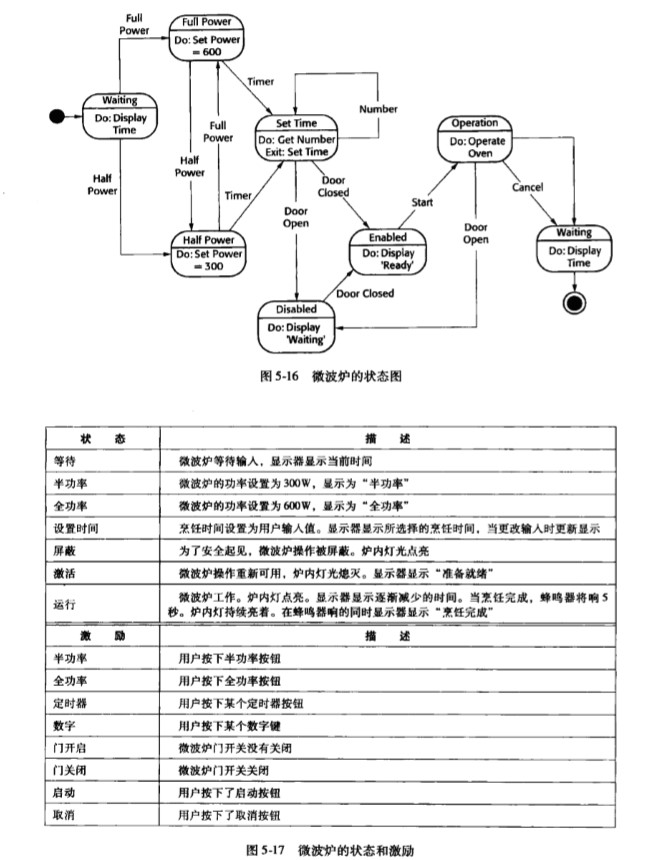 Full
Power
Full Power
Do: Set Power
= 600
Timer
Waiting
Do: Display
Time
Full
Power
Half
Power
Half
Power
Timer
Half Power
Do: Set Power
= 300
Set Time
Do: Get Number
Exit: Set Time
Number
Door
Closed
Door
Open
Start
Enabled
Do: Display
'Ready'
Door Closed
Disabled
Do: Display
'Waiting'
Operation
Do: Operate
Oven
Cancel
Door
Open
Waiting
Do: Display
Time
图 5-16 微波炉的状态图
状 态 描 述
等待 微波炉等待输入，显示器显示当前时间
半功率 微波炉的功率设置为 300W，显示为“半功率”
全功率 微波炉的功率设置为 600W，显示为“全功率”
设置时间 烹饪时间设置为用户输入值。显示器显示所选择的烹饪时间，当更改输入时更新显示
屏蔽 为了安全起见，微波炉操作被屏蔽。炉内灯光点亮
激活 微波炉操作重新可用，炉内灯光熄灭。显示器显示“准备就绪”
运行 微波炉工作。炉内灯点亮。显示器显示逐渐减少的时间。当烹饪完成，蜂鸣器将响 5
秒。炉内灯持续亮着。在蜂鸣器响的同时显示器显示“烹饪完成”
激 励 描 述
半功率 用户按下半功率按钮
全功率 用户按下全功率按钮
定时器 用户按下某个定时器按钮
数字 用户按下某个数字键
门开启 微波炉门开关没有关闭
门关闭 微波炉门开关关闭
启动 用户按下了启动按钮
取消 用户按下了取消按钮
图 5-17 微波炉的状态和激励